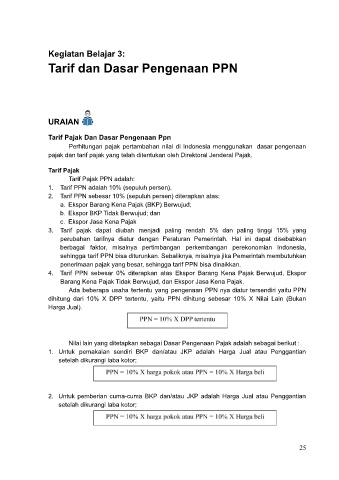 Kegiatan Belajar 3:
Tarif dan Dasar Pengenaan PPN
URAIAN
Tarif Pajak Dan Dasar Pengenaan Ppn
Perhitungan pajak pertambahan nilai di Indonesia menggunakan dasar pengenaan
pajak dan tarif pajak yang telah ditentukan oleh Direktorat Jenderal Pajak.
Tarif Pajak
Tarif Pajak PPN adalah:
1. Tarif PPN adalah 10% (sepuluh persen).
2. Tarif PPN sebesar 10% (sepuluh persen) diterapkan atas:
a. Ekspor Barang Kena Pajak (BKP) Berwujud;
b. Ekspor BKP Tidak Berwujud; dan
c. Ekspor Jasa Kena Pajak
3. Tarif pajak dapat diubah menjadi paling rendah 5% dan paling tinggi 15% yang
perubahan tarifnya diatur dengan Peraturan Pemerintah. Hal ini dapat disebabkan
berbagai faktor, misalnya pertimbangan perkembangan perekonomian Indonesia,
sehingga tarif PPN bisa diturunkan. Sebaliknya, misalnya jika Pemerintah membutuhkan
penerimaan pajak yang besar, sehingga tarif PPN bisa dinaikkan.
4. Tarif PPN sebesar 0% diterapkan atas Ekspor Barang Kena Pajak Berwujud, Ekspor
Barang Kena Pajak Tidak Berwujud, dan Ekspor Jasa Kena Pajak.
Ada beberapa usaha tertentu yang pengenaan PPN nya diatur tersendiri yaitu PPN
dihitung dari 10% X DPP tertentu, yaitu PPN dihitung sebesar 10% X Nilai Lain (Bukan
Harga Jual).
PPN = 10% X DPP tertentu
Nilai lain yang ditetapkan sebagai Dasar Pengenaan Pajak adalah sebagai berikut :
1. Untuk pemakaian sendiri BKP dan/atau JKP adalah Harga Jual atau Penggantian
setelah dikurangi laba kotor;
PPN = 10% X harga pokok atau PPN = 10% X Harga beli
2. Untuk pemberian cuma-cuma BKP dan/atau JKP adalah Harga Jual atau Penggantian
setelah dikurangi laba kotor;
PPN = 10% X harga pokok atau PPN = 10% X Harga beli
25